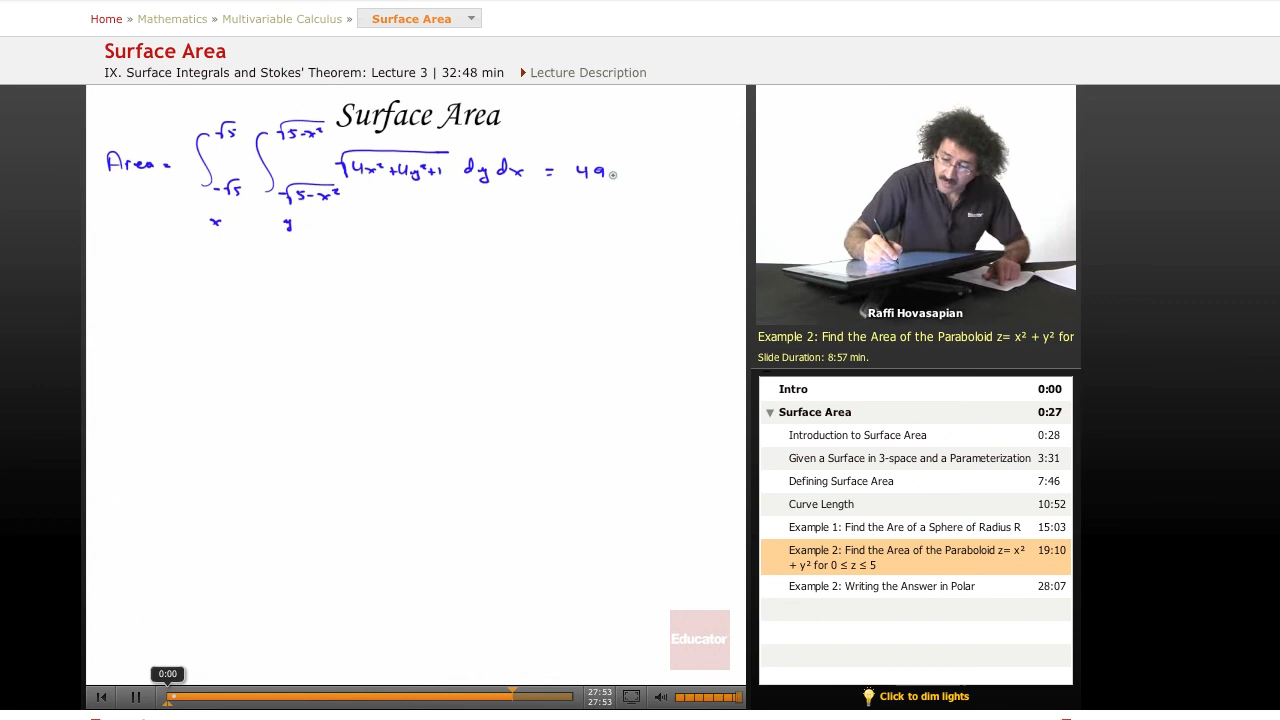 Home » Mathematics » Multivariable Calculus » Surface Area
Surface Area
IX. Surface Integrals and Stokes' Theorem: Lecture 3 | 32:48 min Lecture Description
Surface Area
Area = ∫_{-√5}^{√5} ∫_{-√(5-x²)}^{√(5-x²)} √(4x²+4y²+1) dy dx = 49
x y
Educator
Raffi Hovasapian
Example 2: Find the Area of the Paraboloid z= x² + y² for
Slide Duration: 8:57 min.
Intro 0:00
Surface Area 0:27
Introduction to Surface Area 0:28
Given a Surface in 3-space and a Parameterization 3:31
Defining Surface Area 7:46
Curve Length 10:52
Example 1: Find the Are of a Sphere of Radius R 15:03
Example 2: Find the Area of the Paraboloid z= x² 19:10
+ y² for 0 ≤ z ≤ 5
Example 2: Writing the Answer in Polar 28:07
Educator
0:00
27:53
27:53
Click to dim lights